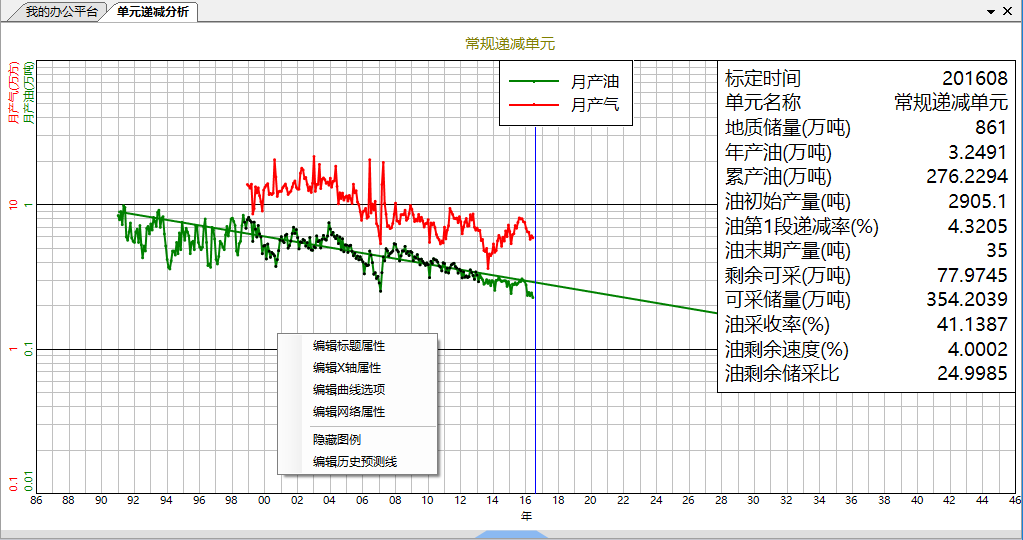 我的办公平台 单元递减分析
常规递减单元
月产气(万方)
月产油(万吨)
月产油
月产气
标定时间 201608
单元名称 常规递减单元
地质储量(万吨) 861
年产油(万吨) 3.2491
累产油(万吨) 276.2294
油初始产量(吨) 2905.1
油第1段递减率(%) 4.3205
油末期产量(吨) 35
剩余可采(万吨) 77.9745
可采储量(万吨) 354.2039
油采收率(%) 41.1387
油剩余速度(%) 4.0002
油剩余储采比 24.9985
10 1
1 0.1
0.1 0.01
编辑标题属性
编辑X轴属性
编辑曲线选项
编辑网络属性
隐藏图例
编辑历史预测线
86 88 90 92 94 96 98 00 02 04 06 08 10 12 14 16 18 20 22 24 26 28 30 32 34 36 38 40 42 44 46
年